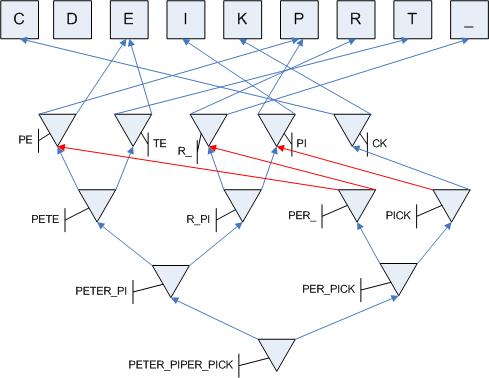 C D E I K P R T _
PE TE R_ PI CK
PETE R_PI PER_ PICK
PETER_PI PER_PICK
PETER_PIPER_PICK